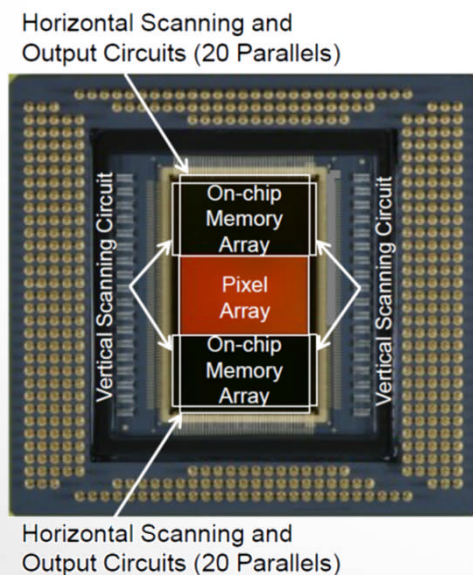 Horizontal Scanning and
Output Circuits (20 Parallels)
On-chip
Memory
Array
Vertical Scanning Circuit
Pixel
Array
Vertical Scanning Circuit
On-chip
Memory
Array
Horizontal Scanning and
Output Circuits (20 Parallels)